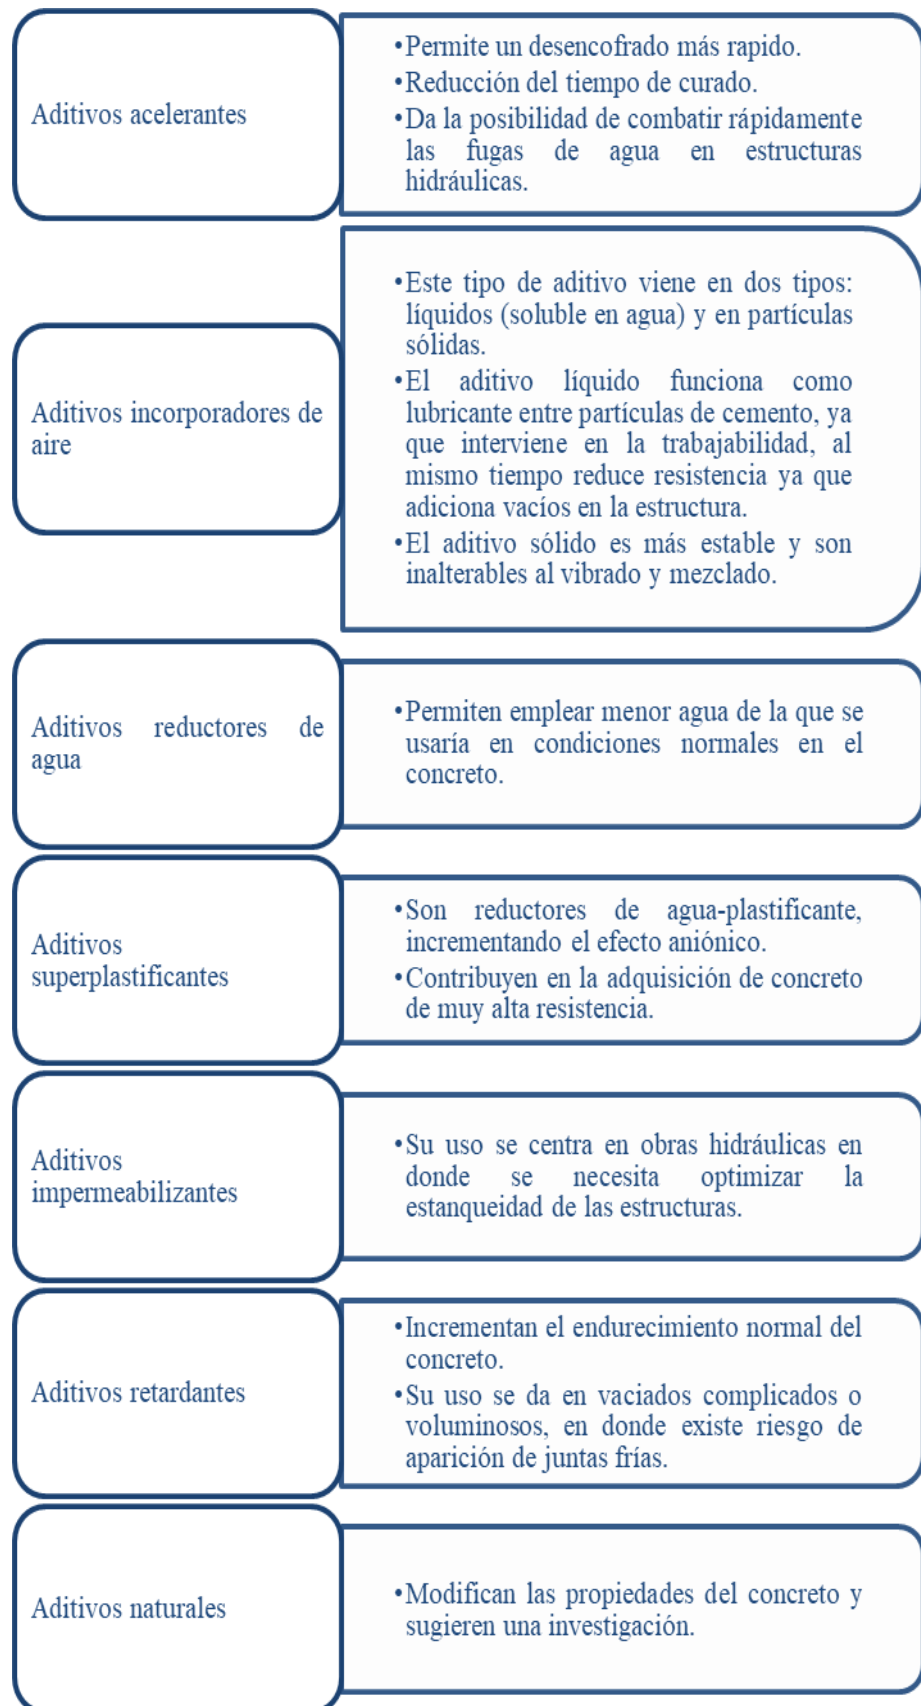 Aditivos acelerantes
•Permite un desencofrado más rapido.
•Reducción del tiempo de curado.
•Da la posibilidad de combatir rápidamente
las fugas de agua en estructuras
hidráulicas.
Aditivos incorporadores de
aire
•Este tipo de aditivo viene en dos tipos:
líquidos (soluble en agua) y en partículas
sólidas.
•El aditivo líquido funciona como
lubricante entre partículas de cemento, ya
que interviene en la trabajabilidad, al
mismo tiempo reduce resistencia ya que
adiciona vacíos en la estructura.
•El aditivo sólido es más estable y son
inalterables al vibrado y mezclado.
Aditivos reductores de
agua
•Permiten emplear menor agua de la que se
usaría en condiciones normales en el
concreto.
Aditivos
superplastificantes
•Son reductores de agua-plastificante,
incrementando el efecto aniónico.
•Contribuyen en la adquisición de concreto
de muy alta resistencia.
Aditivos
impermeabilizantes
•Su uso se centra en obras hidráulicas en
donde se necesita optimizar la
estanqueidad de las estructuras.
Aditivos retardantes
•Incrementan el endurecimiento normal del
concreto.
•Su uso se da en vaciados complicados o
voluminosos, en donde existe riesgo de
aparición de juntas frías.
Aditivos naturales
•Modifican las propiedades del concreto y
sugieren una investigación.